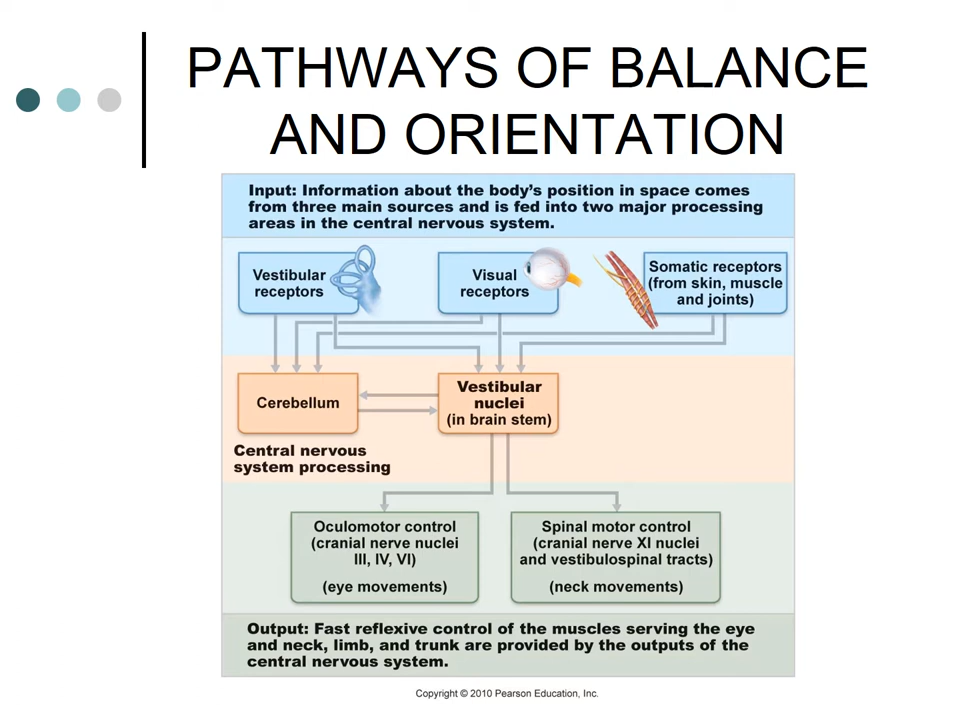 PATHWAYS OF BALANCE
AND ORIENTATION
Input: Information about the body's position in space comes
from three main sources and is fed into two major processing
areas in the central nervous system.
Vestibular
receptors
Visual
receptors
Somatic receptors
(from skin, muscle
and joints)
Cerebellum
Vestibular
nuclei
(in brain stem)
Central nervous
system processing
Oculomotor control
(cranial nerve nuclei
III, IV, VI)
(eye movements)
Spinal motor control
(cranial nerve XI nuclei
and vestibulospinal tracts)
(neck movements)
Output: Fast reflexive control of the muscles serving the eye
and neck, limb, and trunk are provided by the outputs of the
central nervous system.
Copyright © 2010 Pearson Education, Inc.